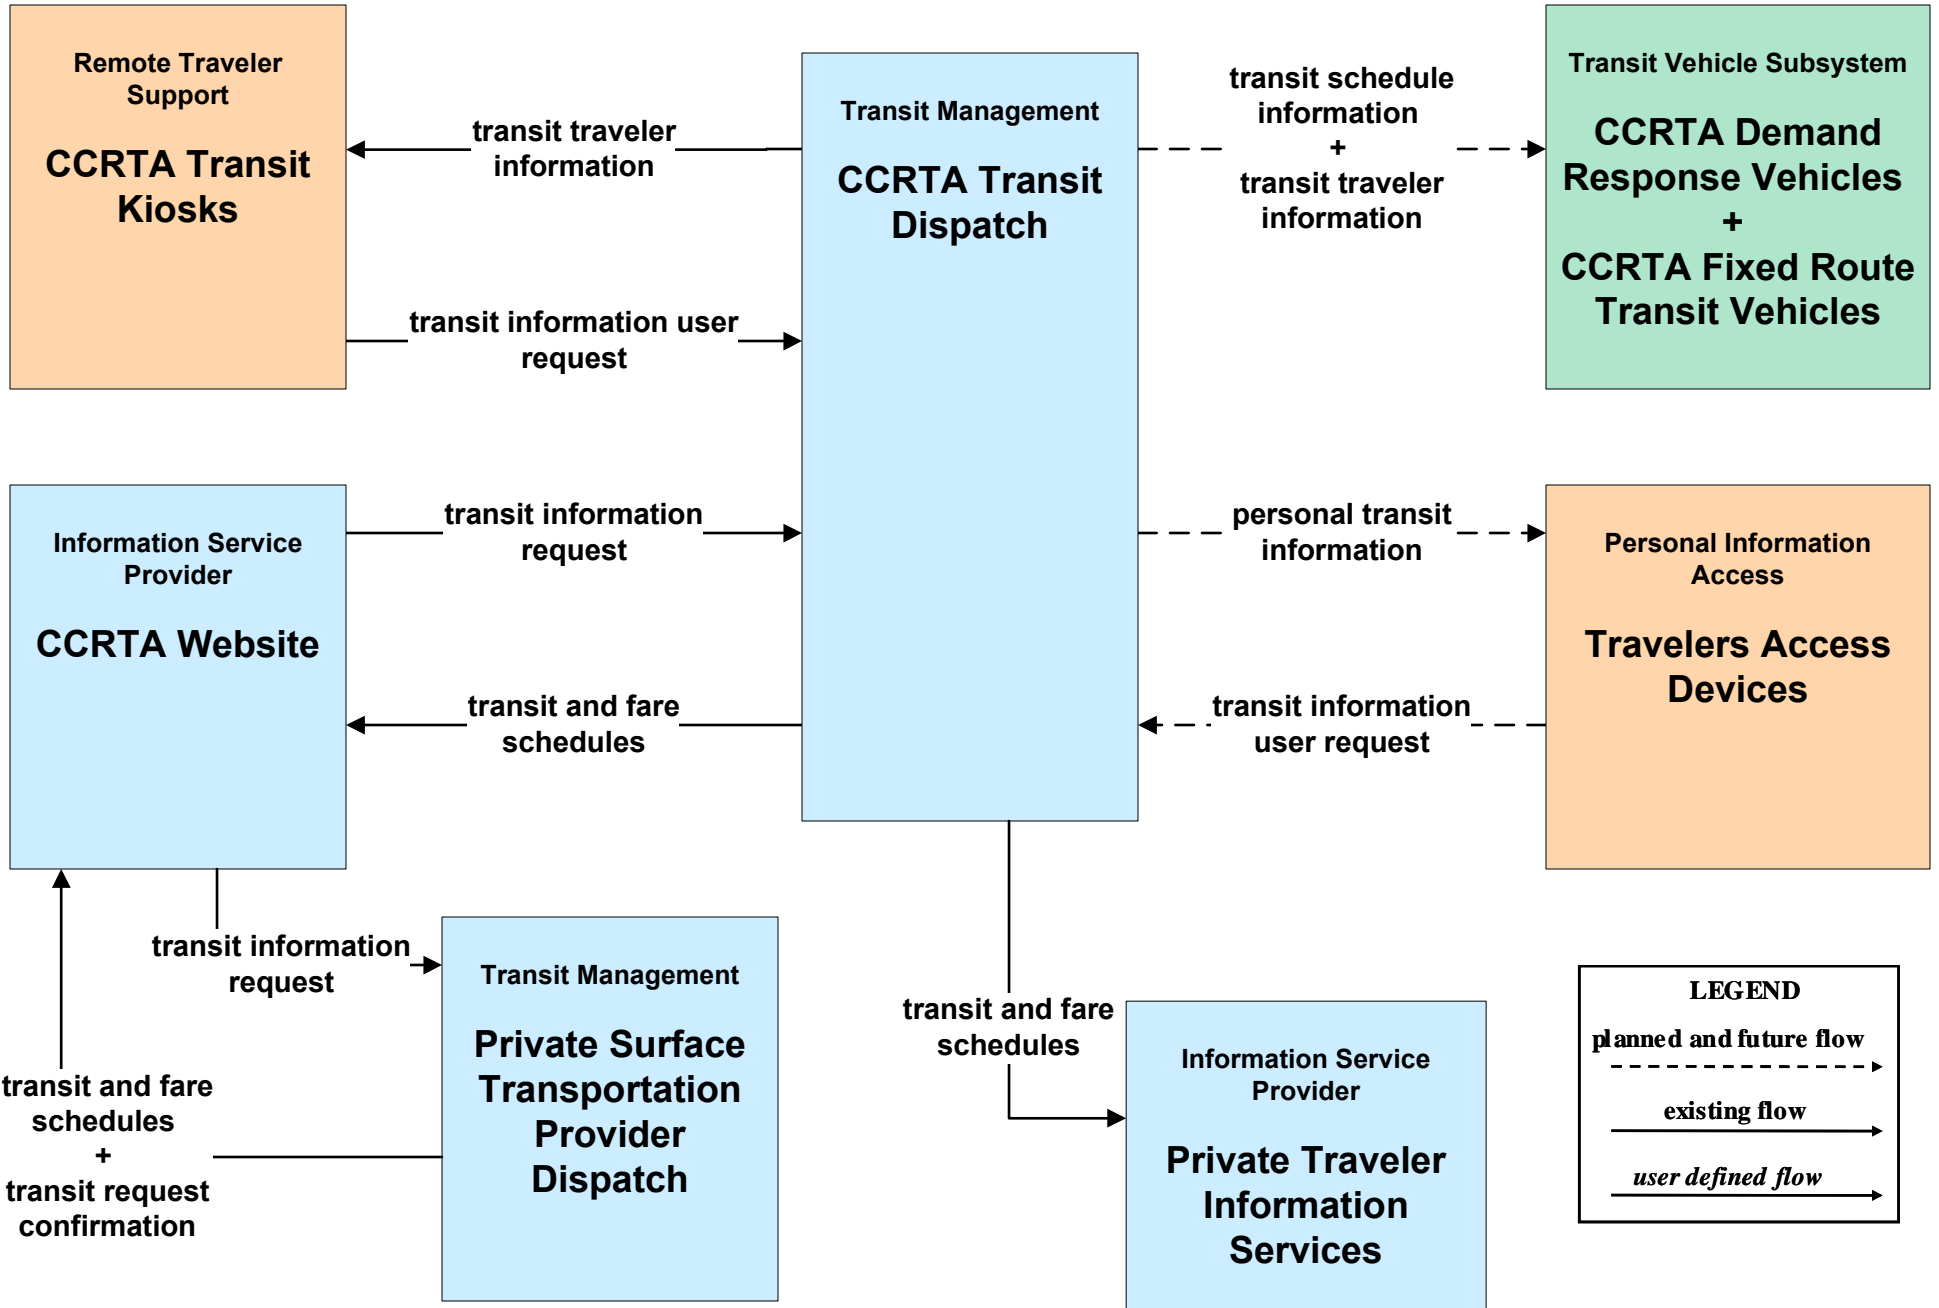 Remote Traveler
Support
CCRTA Transit
Kiosks
transit traveler
information
transit information user
request
Transit Management
CCRTA Transit
Dispatch
transit schedule
information
+
transit traveler
information
Transit Vehicle Subsystem
CCRTA Demand
Response Vehicles
+
CCRTA Fixed Route
Transit Vehicles
Information Service
Provider
CCRTA Website
transit information
request
transit and fare
schedules
personal transit
information
transit information
user request
Personal Information
Access
Travelers Access
Devices
transit information
request
transit and fare
schedules
+
transit request
confirmation
Transit Management
Private Surface
Transportation
Provider
Dispatch
transit and fare
schedules
Information Service
Provider
Private Traveler
Information
Services
LEGEND
planned and future flow
existing flow
user defined flow